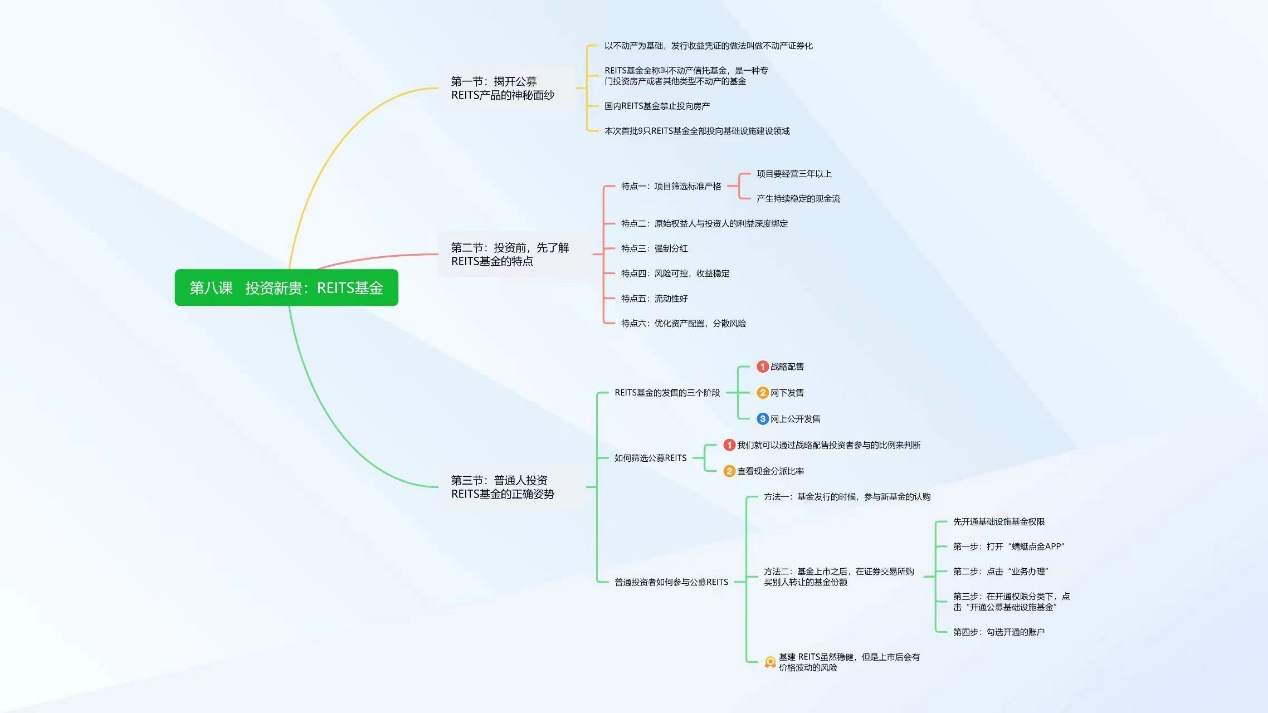 第八课 投资新贵：REITS基金
第一节：揭开公募
REITS产品的神秘面纱
以不动产为基础，发行收益凭证的做法叫做不动产证券化
REITS基金全称叫不动产信托基金，是一种专
门投资房产或者其他类型不动产的基金
国内REITS基金禁止投向房产
本次首批9只REITS基金全部投向基础设施建设领域
第二节：投资前，先了解
REITS基金的特点
特点一：项目筛选标准严格
项目要经营三年以上
产生持续稳定的现金流
特点二：原始权益人与投资人的利益深度绑定
特点三：强制分红
特点四：风险可控，收益稳定
特点五：流动性好
特点六：优化资产配置，分散风险
第三节：普通人投资
REITS基金的正确姿势
REITS基金的发售的三个阶段
1 战略配售
2 网下发售
3 网上公开发售
如何筛选公募REITS
1 我们就可以通过战略配售投资者参与的比例来判断
2 查看现金分派比率
普通投资者如何参与公募REITS
方法一：基金发行的时候，参与新基金的认购
方法二：基金上市之后，在证券交易所购
买别人转让的基金份额
先开通基础设施基金权限
第一步：打开“蜻蜓点金APP”
第二步：点击“业务办理”
第三步：在开通权限分类下，点
击“开通公募基础设施基金”
第四步：勾选开通的账户
基建 REITS虽然稳健，但是上市后会有
价格波动的风险